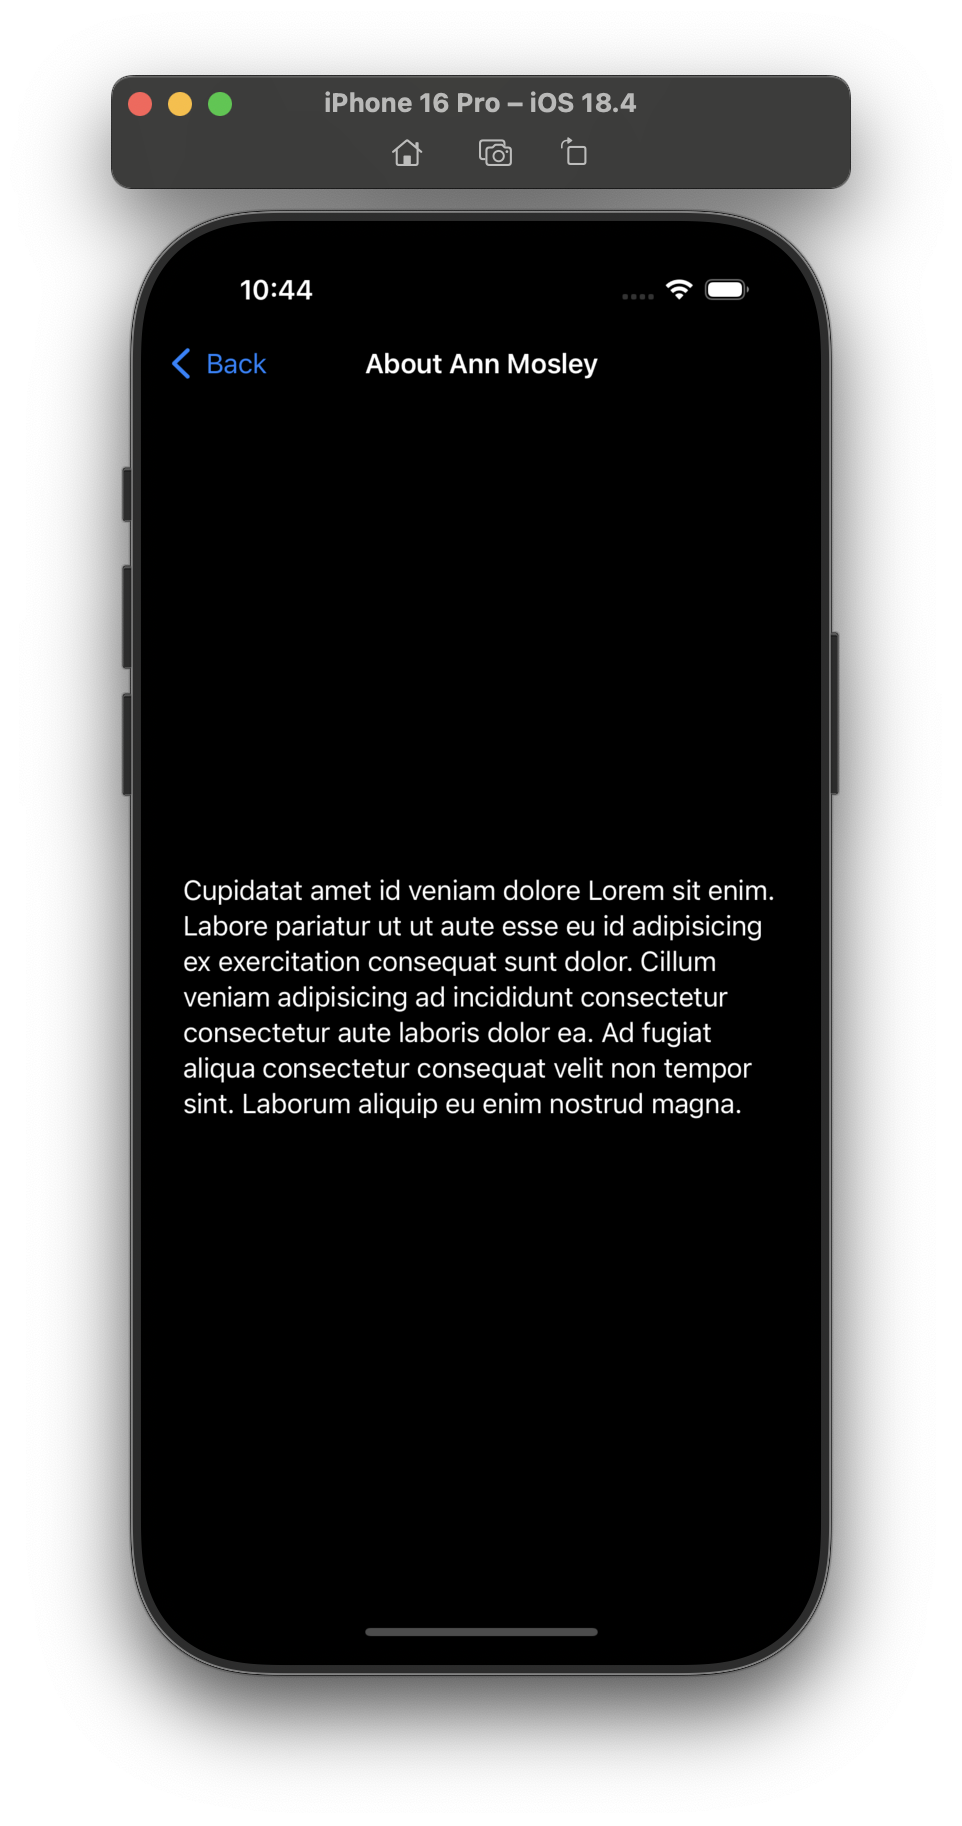 iPhone 16 Pro – iOS 18.4
10:44
Back
About Ann Mosley
Cupidatat amet id veniam dolore Lorem sit enim.
Labore pariatur ut ut aute esse eu id adipisicing
ex exercitation consequat sunt dolor. Cillum
veniam adipisicing ad incididunt consectetur
consectetur aute laboris dolor ea. Ad fugiat
aliqua consectetur consequat velit non tempor
sint. Laborum aliquip eu enim nostrud magna.